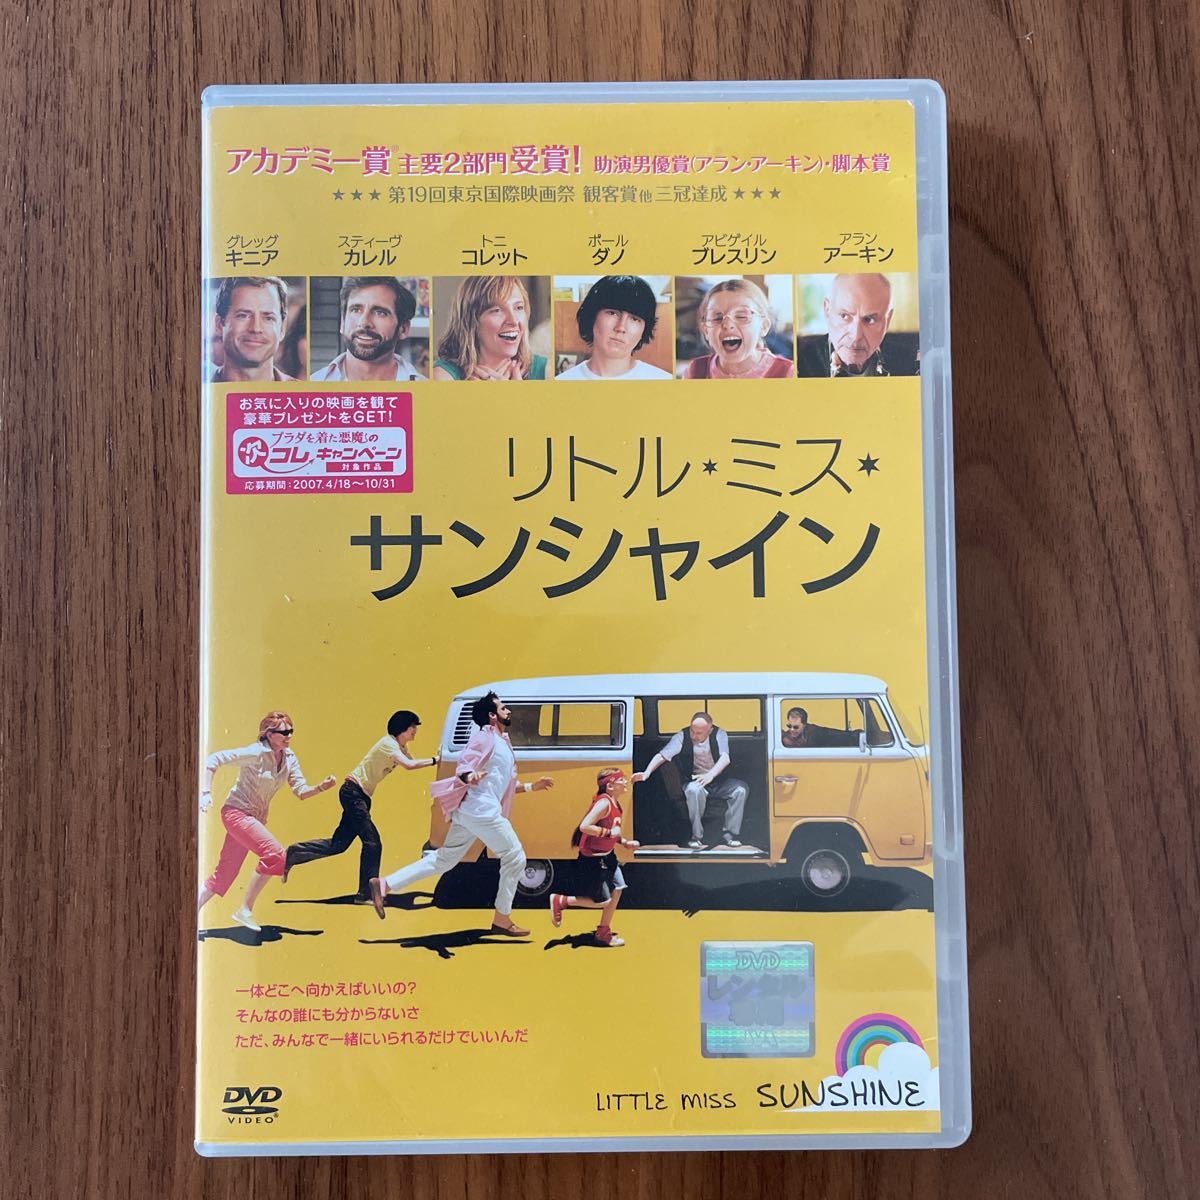 アカデミー賞® 主要2部門受賞! 助演男優賞(アラン・アーキン)・脚本賞
★★★ 第19回東京国際映画祭 観客賞他 三冠達成 ★★★
グレッグ キニア
スティーヴ カレル
トニ コレット
ポール ダノ
アビゲイル ブレスリン
アラン アーキン
お気に入りの映画を観て
豪華プレゼントをGET!
プラダを着た悪魔の
次コレキャンペーン
対象作品
応募期間:2007.4/18〜10/31
リトル★ミス★
サンシャイン
一体どこへ向かえばいいの?
そんなの誰にも分からないさ
ただ、みんなで一緒にいられるだけでいいんだ
DVD
レンタル
DVD
VIDEO®
LITTLE MISS SUNSHINE